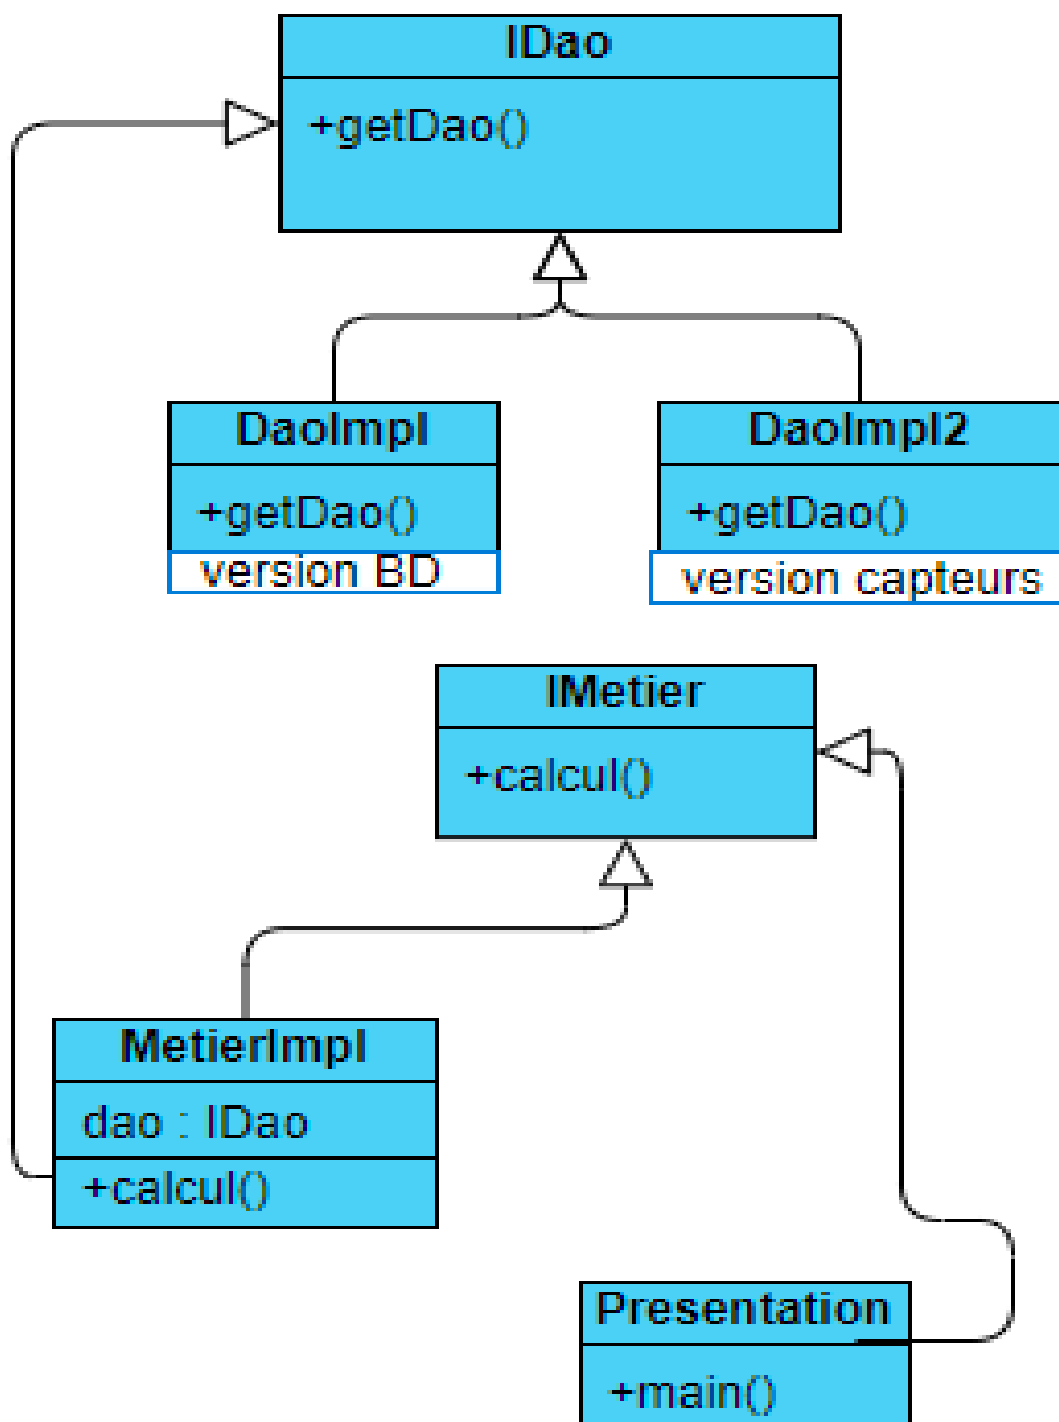 IDao
+getDao()
DaoImpl
+getDao()
version BD
DaoImpl2
+getDao()
version capteurs
IMetier
+calcul()
MetierImpl
dao : IDao
+calcul()
Presentation
+main()